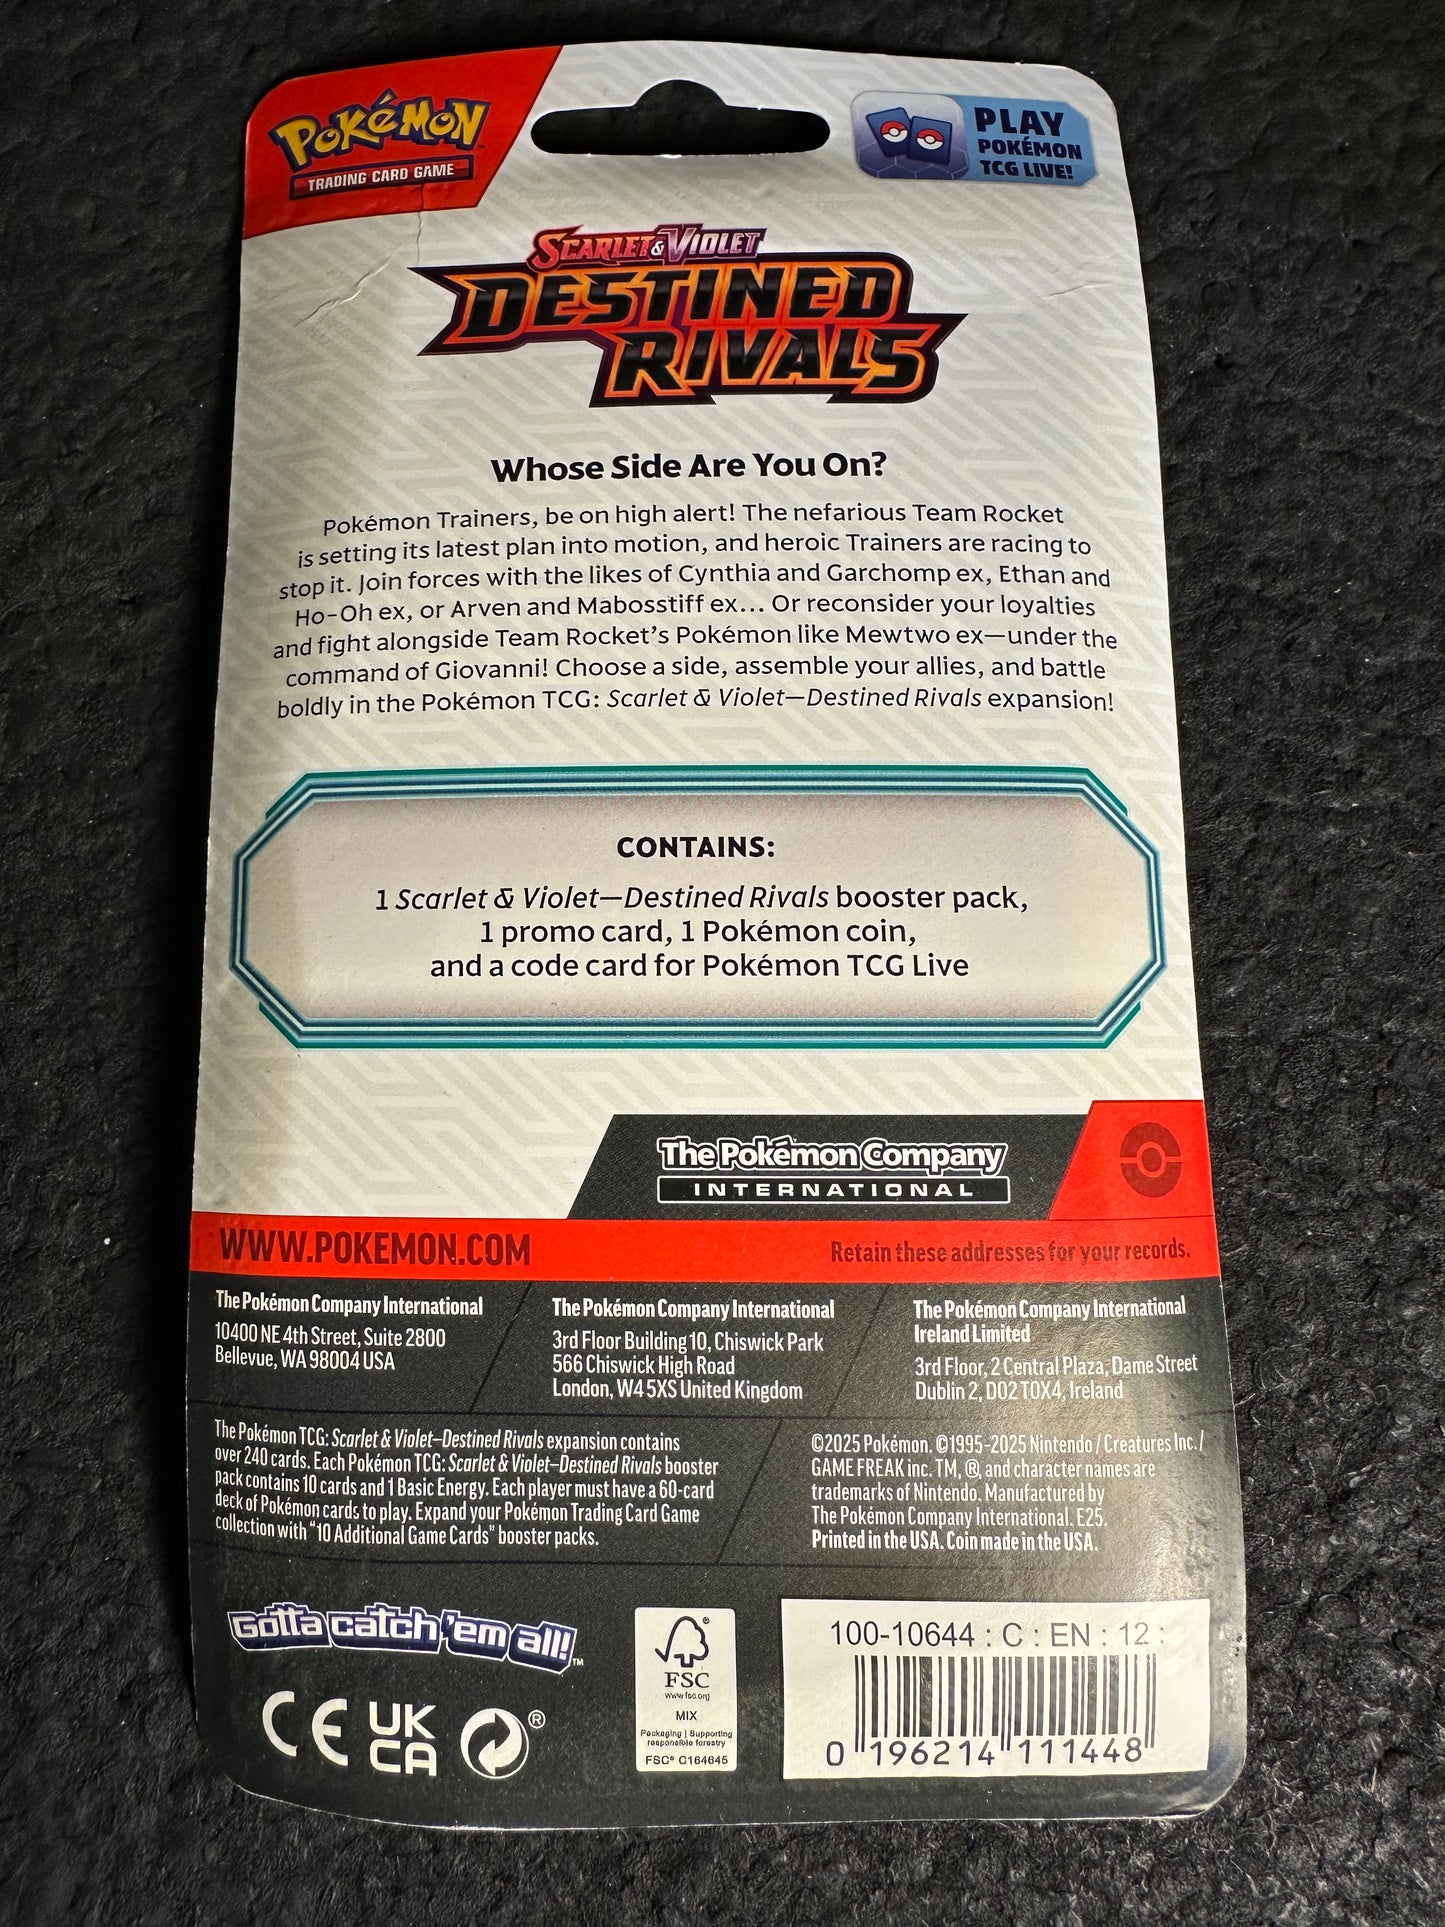 POKéMON
TRADING CARD GAME
PLAY
POKÉMON
TCG LIVE!
SCARLET & VIOLET
DESTINED
RIVALS
Whose Side Are You On?
Pokémon Trainers, be on high alert! The nefarious Team Rocket
is setting its latest plan into motion, and heroic Trainers are racing to
stop it. Join forces with the likes of Cynthia and Garchomp ex, Ethan and
Ho-Oh ex, or Arven and Mabosstiff ex... Or reconsider your loyalties
and fight alongside Team Rocket's Pokémon like Mewtwo ex—under the
command of Giovanni! Choose a side, assemble your allies, and battle
boldly in the Pokémon TCG: Scarlet & Violet—Destined Rivals expansion!
CONTAINS:
1 Scarlet & Violet—Destined Rivals booster pack,
1 promo card, 1 Pokémon coin,
and a code card for Pokémon TCG Live
The Pokémon Company
INTERNATIONAL
WWW.POKEMON.COM
Retain these addresses for your records.
The Pokémon Company International
10400 NE 4th Street, Suite 2800
Bellevue, WA 98004 USA
The Pokémon Company International
3rd Floor Building 10, Chiswick Park
566 Chiswick High Road
London, W4 5XS United Kingdom
The Pokémon Company International
Ireland Limited
3rd Floor, 2 Central Plaza, Dame Street
Dublin 2, D02 T0X4, Ireland
The Pokémon TCG: Scarlet & Violet—Destined Rivals expansion contains
over 240 cards. Each Pokémon TCG: Scarlet & Violet—Destined Rivals booster
pack contains 10 cards and 1 Basic Energy. Each player must have a 60-card
deck of Pokémon cards to play. Expand your Pokémon Trading Card Game
collection with "10 Additional Game Cards" booster packs.
©2025 Pokémon. ©1995–2025 Nintendo / Creatures Inc. /
GAME FREAK inc. TM, ®, and character names are
trademarks of Nintendo. Manufactured by
The Pokémon Company International. E25.
Printed in the USA. Coin made in the USA.
Gotta catch 'em all!™
CE UK CA ®
FSC
www.fsc.org
MIX
Packaging | Supporting
responsible forestry
FSC® C164645
100-10644 : C : EN : 12 :
0 196214 111448